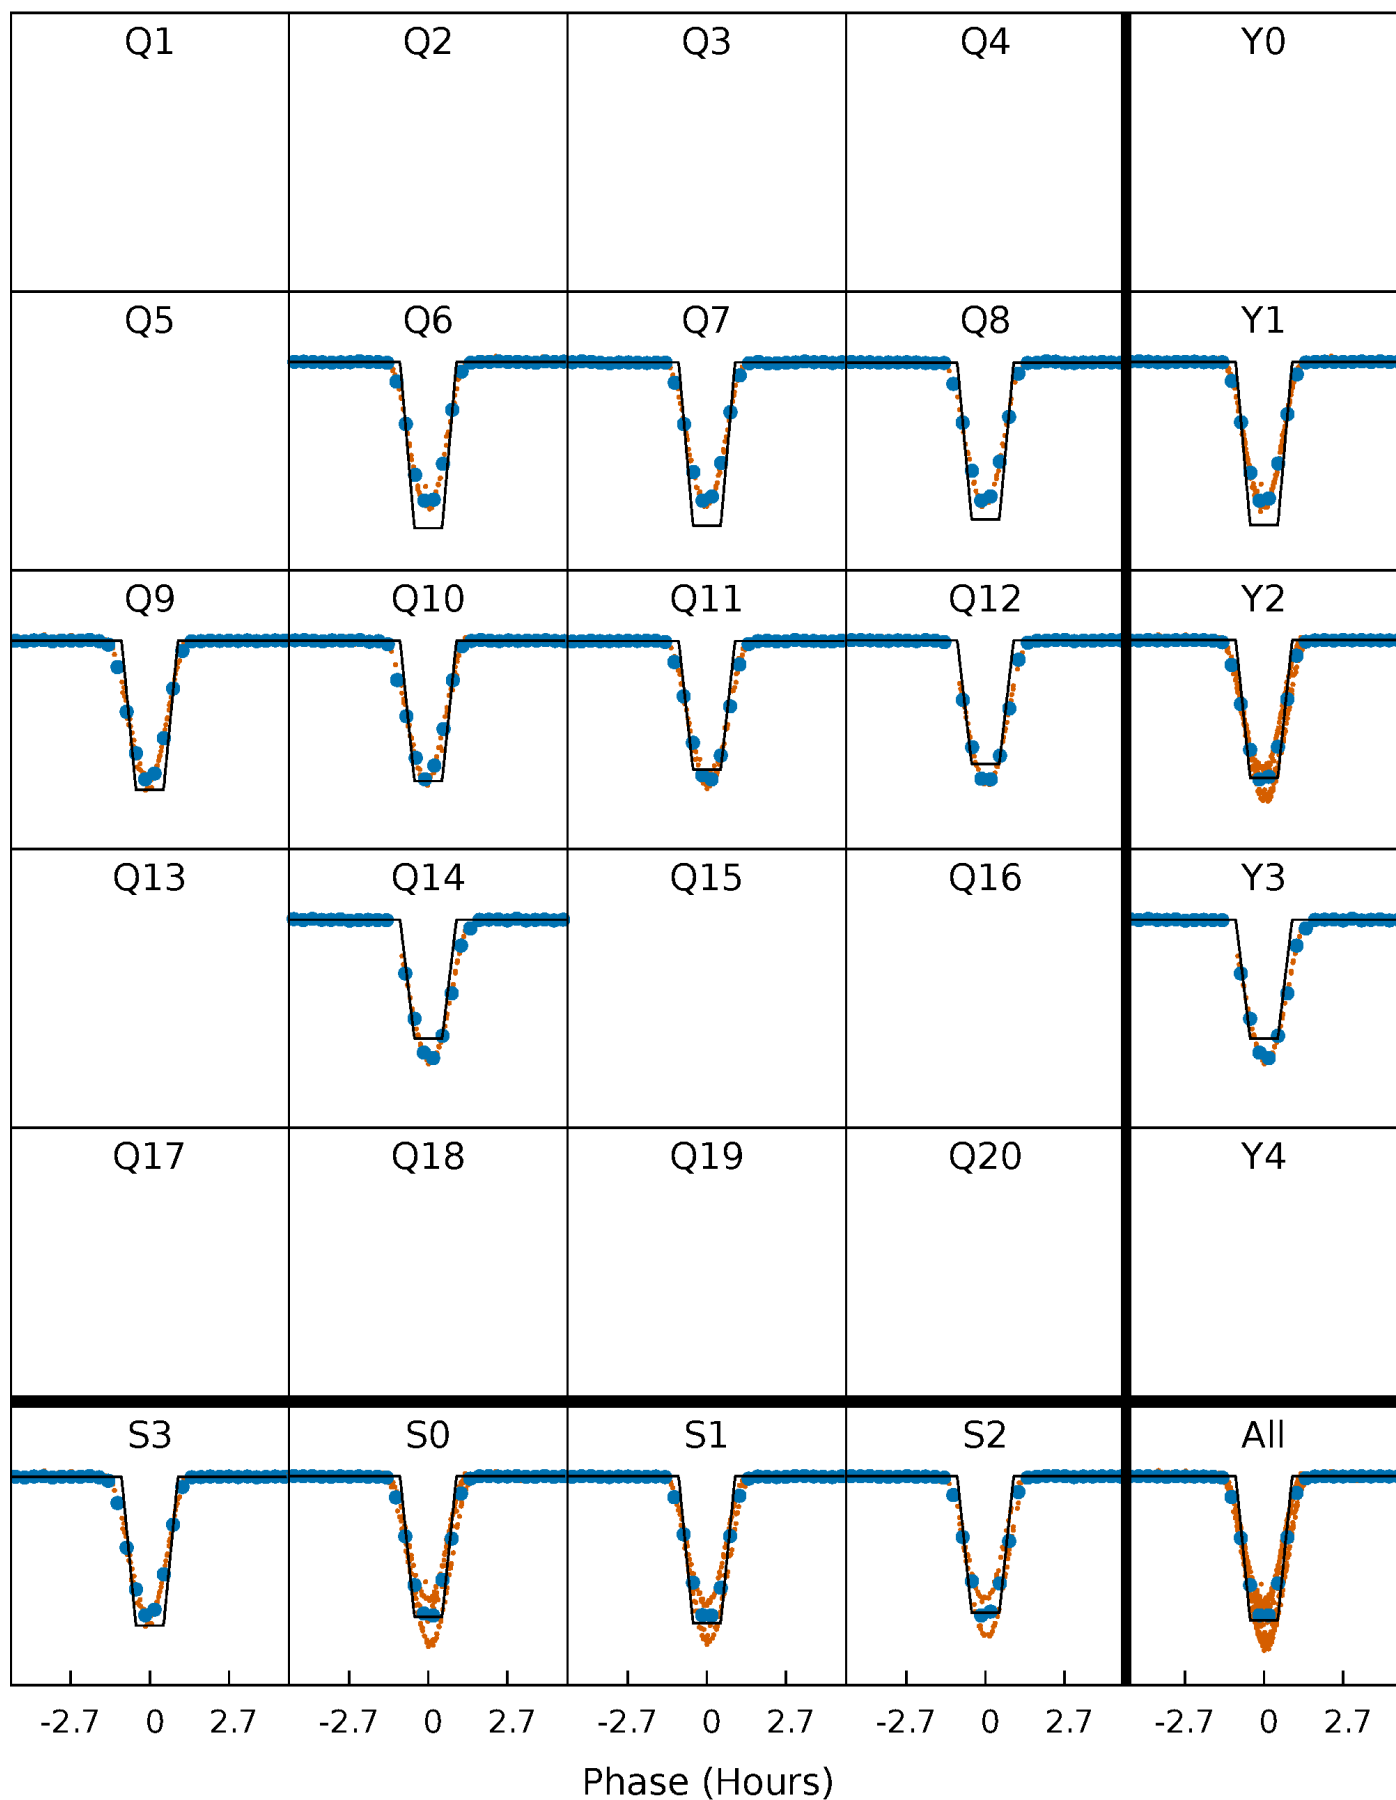 Q1 Q2 Q3 Q4 Y0
Q5 Q6 Q7 Q8 Y1
Q9 Q10 Q11 Q12 Y2
Q13 Q14 Q15 Q16 Y3
Q17 Q18 Q19 Q20 Y4
S3 S0 S1 S2 All
-2.7 0 2.7 -2.7 0 2.7 -2.7 0 2.7 -2.7 0 2.7 -2.7 0 2.7
Phase (Hours)